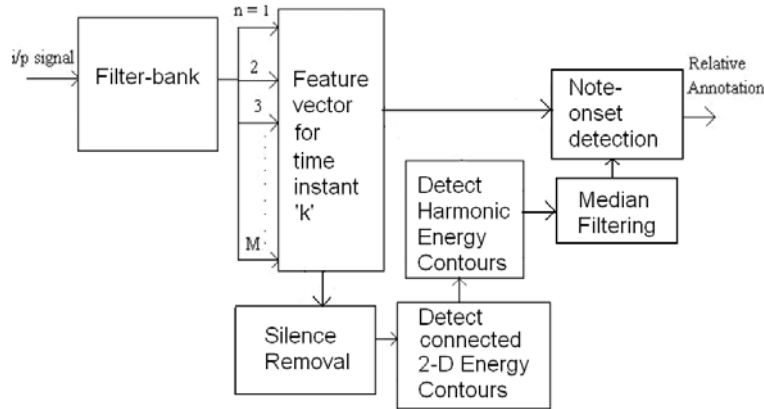 i/p signal
Filter-bank
n = 1
2
3
M
Feature
vector
for
time
instant
'k'
Note-
onset
detection
Relative
Annotation
Detect
Harmonic
Energy
Contours
Median
Filtering
Silence
Removal
Detect
connected
2-D Energy
Contours